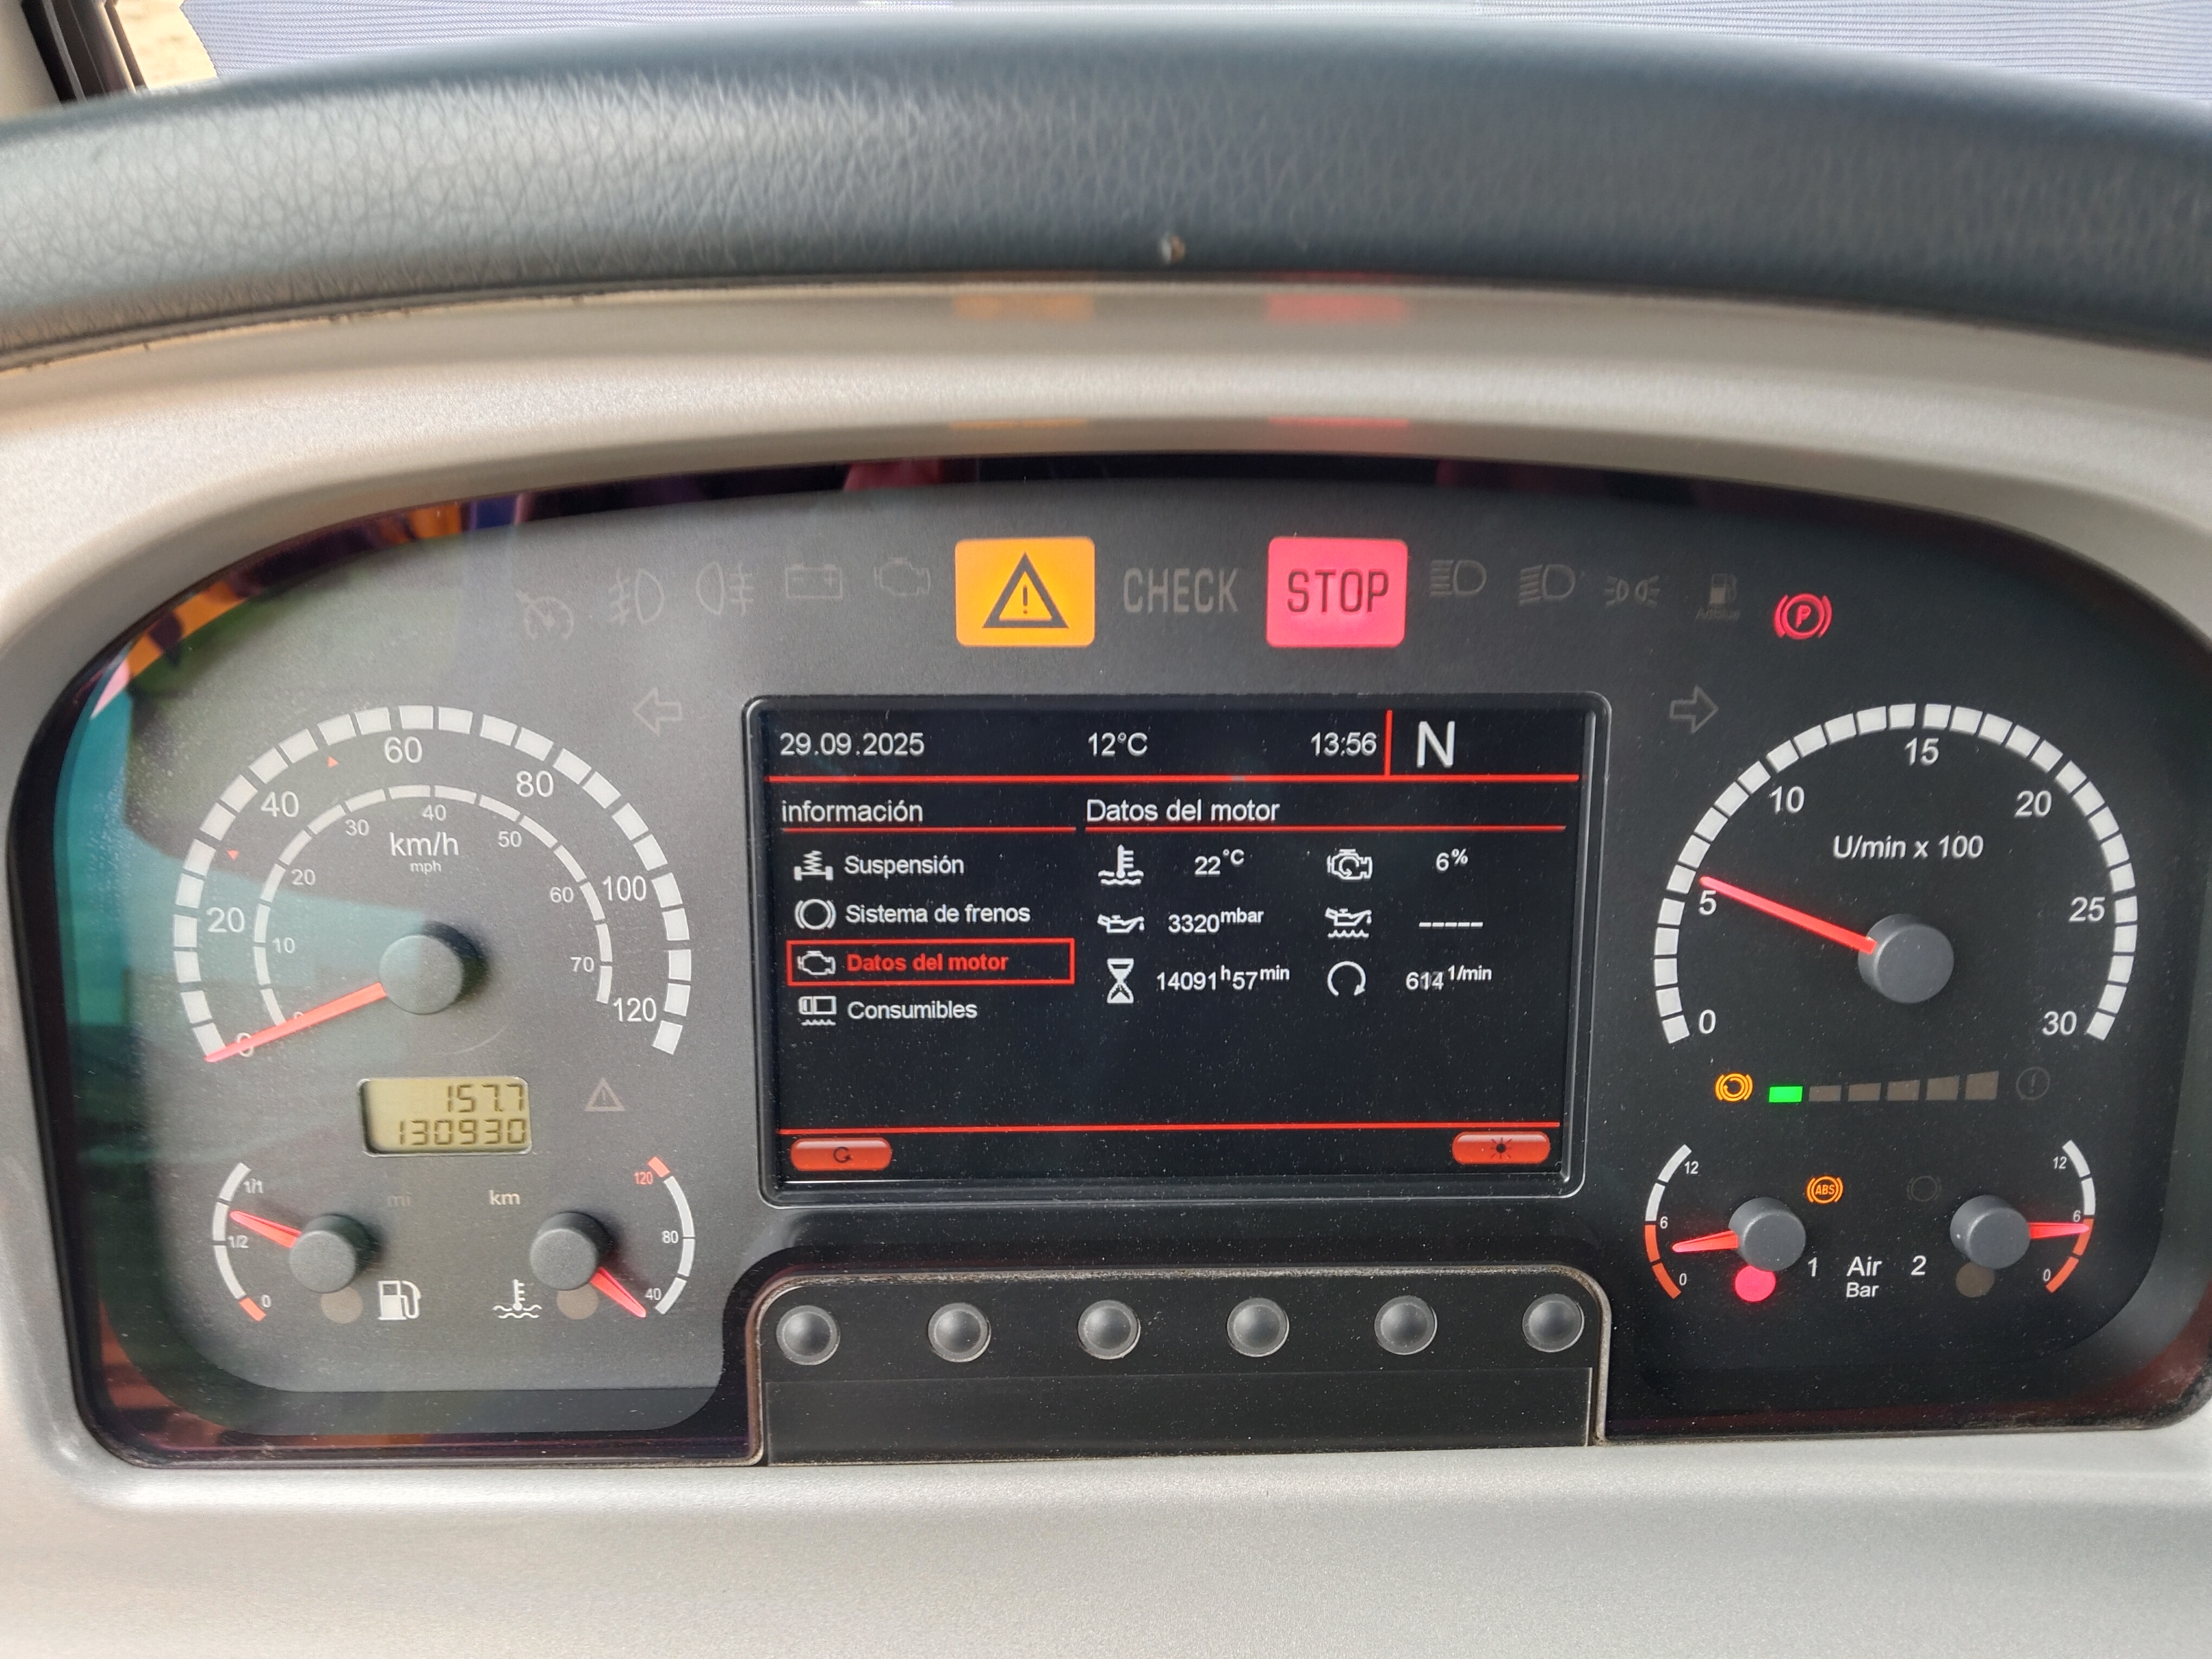 CHECK
STOP
AdBlue
P
29.09.2025 12°C 13:56 N
información
Datos del motor
Suspensión
Sistema de frenos
Datos del motor
Consumibles
22°C 6%
3320mbar -----
14091h57min 1/min
0 20 40 60 80 100 120
km/h
mph
0 10 20 30 40 50 60 70
157.7
130930
mi km
1/1
1/2
0
120
80
40
0 5 10 15 20 25 30
U/min x 100
ABS
12
6
0
1 Air 2
Bar
12
6
0